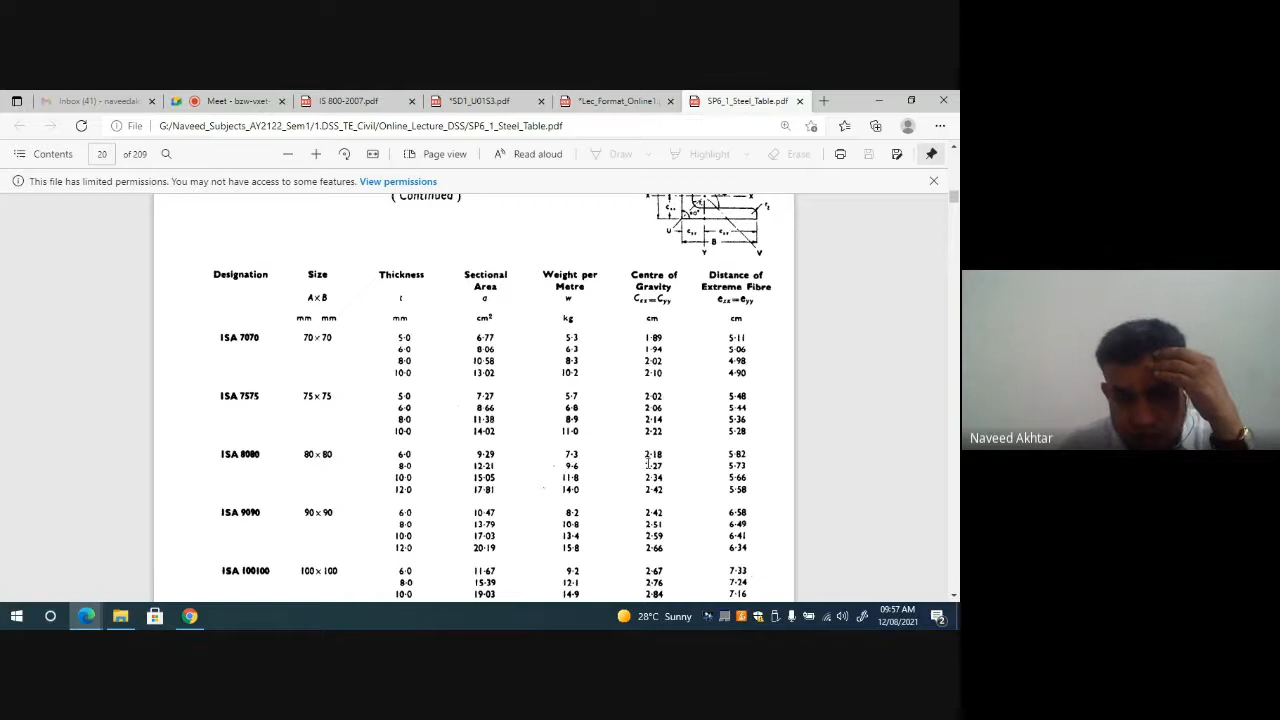 Inbox (41) - naveedak
Meet - bzw-vxet-
IS 800-2007.pdf
*SD1_U01S3.pdf
*Lec_Format_Online1.
SP6_1_Steel_Table.pdf
File
G:/Naveed_Subjects_AY2122_Sem1/1.DSS_TE_Civil/Online_Lecture_DSS/SP6_1_Steel_Table.pdf
Contents 20 of 209 Page view Read aloud Draw Highlight Erase
This file has limited permissions. You may not have access to some features. View permissions
( Continued )
U B Y V
Designation Size Thickness Sectional Area Weight per Metre Centre of Gravity Distance of Extreme Fibre
A×B t a w Cxx=Cyy exx=eyy
mm mm mm cm² kg cm cm
ISA 7070 70×70 5·0 6·77 5·3 1·89 5·11
6·0 8·06 6·3 1·94 5·06
8·0 10·58 8·3 2·02 4·98
10·0 13·02 10·2 2·10 4·90
ISA 7575 75×75 5·0 7·27 5·7 2·02 5·48
6·0 8·66 6·8 2·06 5·44
8·0 11·38 8·9 2·14 5·36
10·0 14·02 11·0 2·22 5·28
ISA 8080 80×80 6·0 9·29 7·3 2·18 5·82
8·0 12·21 9·6 2·27 5·73
10·0 15·05 11·8 2·34 5·66
12·0 17·81 14·0 2·42 5·58
ISA 9090 90×90 6·0 10·47 8·2 2·42 6·58
8·0 13·79 10·8 2·51 6·49
10·0 17·03 13·4 2·59 6·41
12·0 20·19 15·8 2·66 6·34
ISA 100100 100×100 6·0 11·67 9·2 2·67 7·33
8·0 15·39 12·1 2·76 7·24
10·0 19·03 14·9 2·84 7·16
Naveed Akhtar
28°C Sunny
09:57 AM
12/08/2021
2